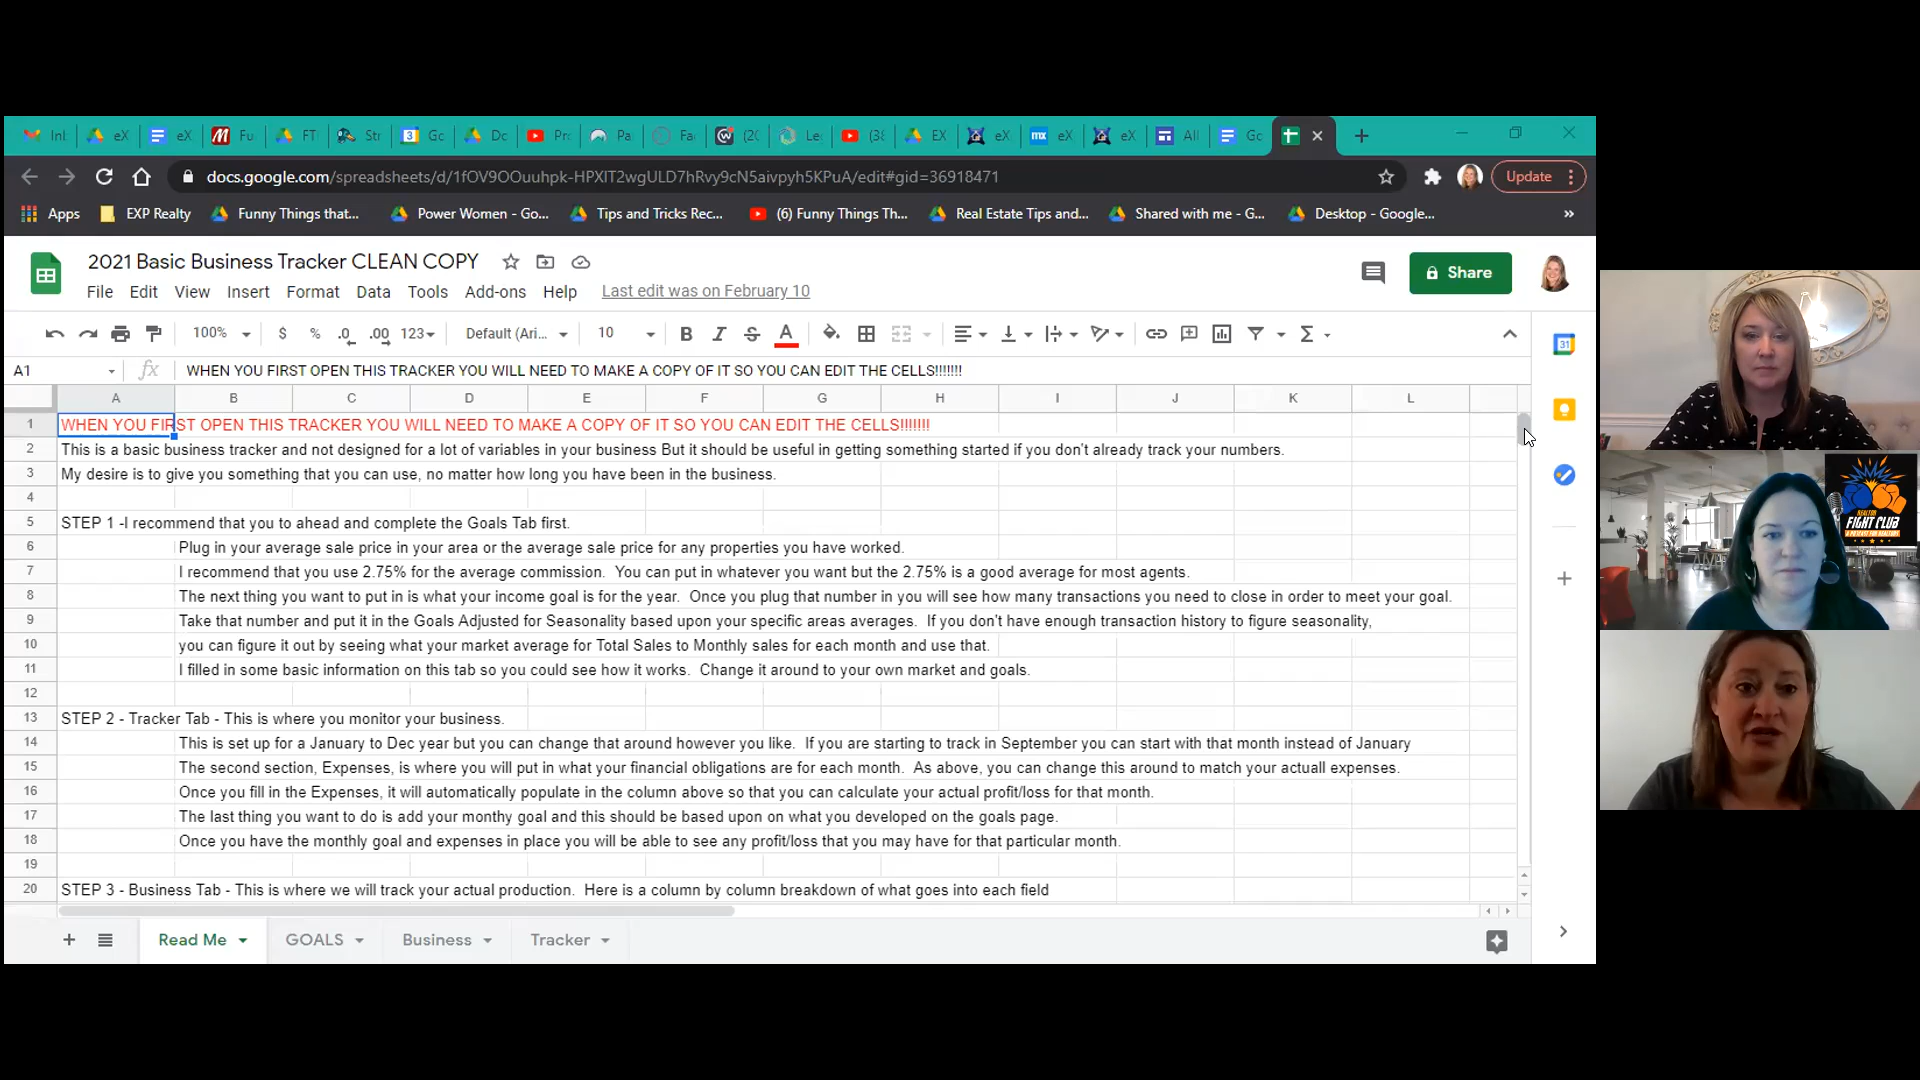 Inl
eX
eX
Fu
FT
Str
Gc
Dc
Pr
Pa
Fa
(20
Le
(38
EX
eX
mx eX
eX
All
Gc
docs.google.com/spreadsheets/d/1fOV9OOuuhpk-HPXIT2wgULD7hRvy9cN5aivpyh5KPuA/edit#gid=36918471
Update
Apps
EXP Realty
Funny Things that...
Power Women - Go...
Tips and Tricks Rec...
(6) Funny Things Th...
Real Estate Tips and...
Shared with me - G...
Desktop - Google...
»
2021 Basic Business Tracker CLEAN COPY
File Edit View Insert Format Data Tools Add-ons Help Last edit was on February 10
Share
100% $ % .0 .00 123 Default (Ari... 10 B I S A
31
A1 fx WHEN YOU FIRST OPEN THIS TRACKER YOU WILL NEED TO MAKE A COPY OF IT SO YOU CAN EDIT THE CELLS!!!!!!!
A B C D E F G H I J K L
1 WHEN YOU FIRST OPEN THIS TRACKER YOU WILL NEED TO MAKE A COPY OF IT SO YOU CAN EDIT THE CELLS!!!!!!!
2 This is a basic business tracker and not designed for a lot of variables in your business But it should be useful in getting something started if you don't already track your numbers.
3 My desire is to give you something that you can use, no matter how long you have been in the business.
4
5 STEP 1 -I recommend that you to ahead and complete the Goals Tab first.
6 Plug in your average sale price in your area or the average sale price for any properties you have worked.
7 I recommend that you use 2.75% for the average commission. You can put in whatever you want but the 2.75% is a good average for most agents.
8 The next thing you want to put in is what your income goal is for the year. Once you plug that number in you will see how many transactions you need to close in order to meet your goal.
9 Take that number and put it in the Goals Adjusted for Seasonality based upon your specific areas averages. If you don't have enough transaction history to figure seasonality,
10 you can figure it out by seeing what your market average for Total Sales to Monthly sales for each month and use that.
11 I filled in some basic information on this tab so you could see how it works. Change it around to your own market and goals.
12
13 STEP 2 - Tracker Tab - This is where you monitor your business.
14 This is set up for a January to Dec year but you can change that around however you like. If you are starting to track in September you can start with that month instead of January
15 The second section, Expenses, is where you will put in what your financial obligations are for each month. As above, you can change this around to match your actuall expenses.
16 Once you fill in the Expenses, it will automatically populate in the column above so that you can calculate your actual profit/loss for that month.
17 The last thing you want to do is add your monthy goal and this should be based upon on what you developed on the goals page.
18 Once you have the monthly goal and expenses in place you will be able to see any profit/loss that you may have for that particular month.
19
20 STEP 3 - Business Tab - This is where we will track your actual production. Here is a column by column breakdown of what goes into each field
Read Me
GOALS
Business
Tracker
REALTOR
FIGHT CLUB
A PODCAST FOR REALTORS